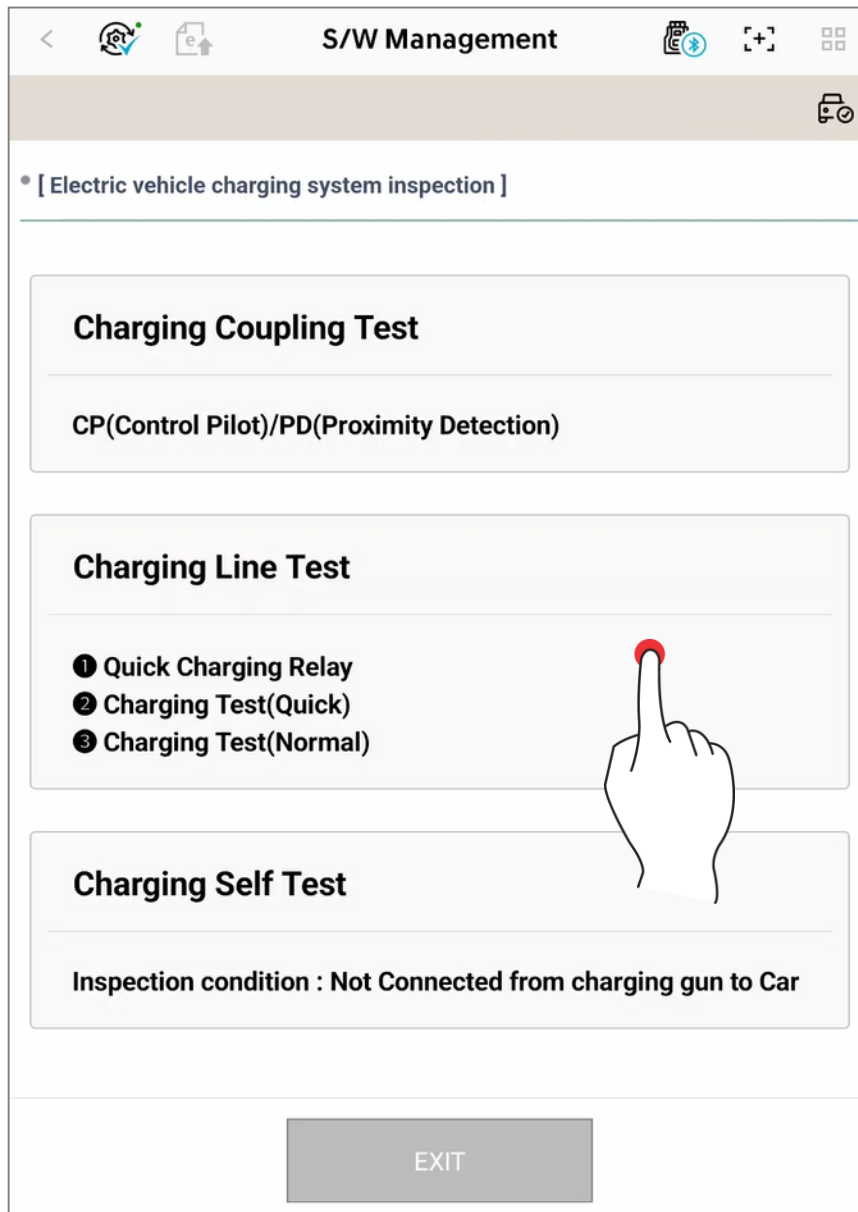 S/W Management
[ Electric vehicle charging system inspection ]
Charging Coupling Test
CP(Control Pilot)/PD(Proximity Detection)
Charging Line Test
❶ Quick Charging Relay
❷ Charging Test(Quick)
❸ Charging Test(Normal)
Charging Self Test
Inspection condition : Not Connected from charging gun to Car
EXIT